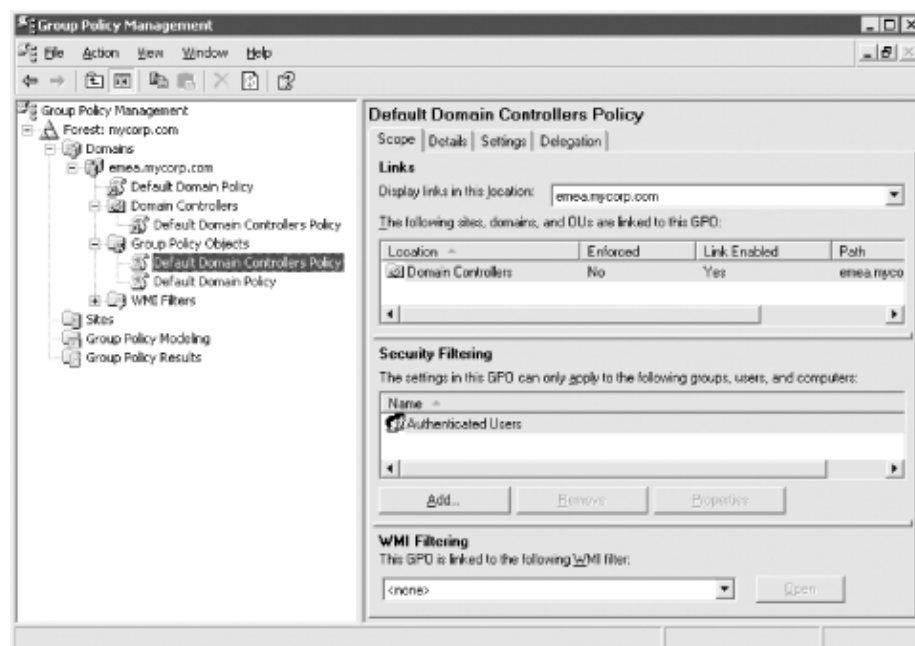 Group Policy Management
File Action View Window Help
Group Policy Management
Forest: mycorp.com
Domains
emea.mycorp.com
Default Domain Policy
Domain Controllers
Default Domain Controllers Policy
Group Policy Objects
Default Domain Controllers Policy
Default Domain Policy
WMI Filters
Sites
Group Policy Modeling
Group Policy Results
Default Domain Controllers Policy
Scope Details Settings Delegation
Links
Display links in this location: emea.mycorp.com
The following sites, domains, and OUs are linked to this GPO:
Location Enforced Link Enabled Path
Domain Controllers No Yes emea.myco
Security Filtering
The settings in this GPO can only apply to the following groups, users, and computers:
Name
Authenticated Users
Add... Remove Properties
WMI Filtering
This GPO is linked to the following WMI filter:
<none> Open